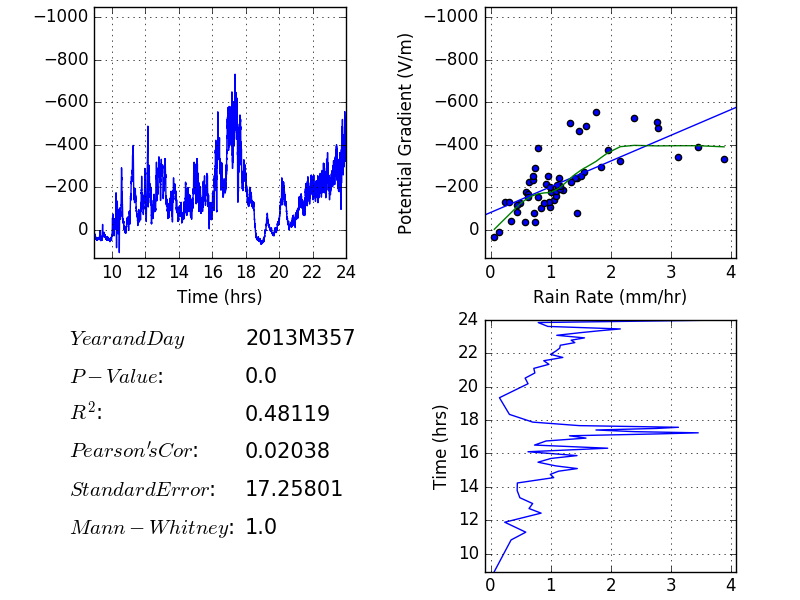 −1000
−800
−600
−400
−200
0
10 12 14 16 18 20 22 24
Time (hrs)
Potential Gradient (V/m)
−1000
−800
−600
−400
−200
0
0 1 2 3 4
Rain Rate (mm/hr)
YearandDay 2013M357
P−Value: 0.0
R²: 0.48119
Pearson'sCor: 0.02038
StandardError: 17.25801
Mann−Whitney: 1.0
Time (hrs)
24
22
20
18
16
14
12
10
0 1 2 3 4